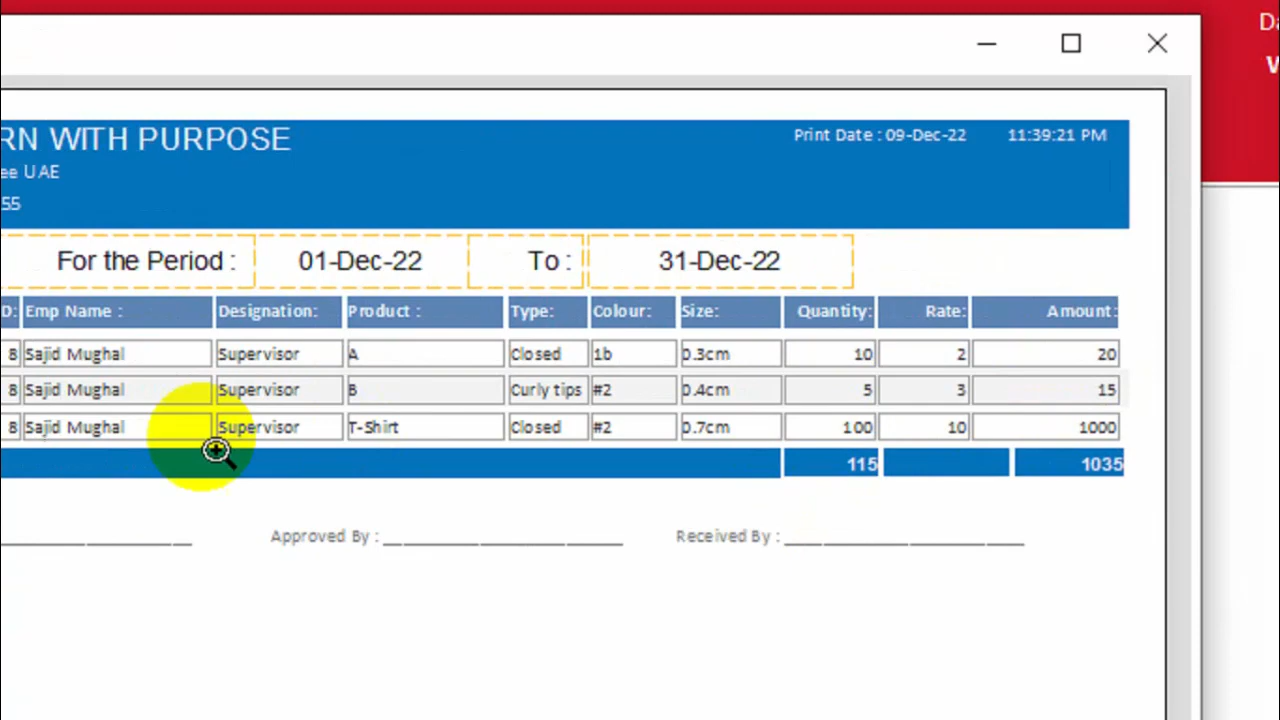 Da
W
RN WITH PURPOSE
Print Date : 09-Dec-22 11:39:21 PM
ee UAE
55
For the Period : 01-Dec-22 To : 31-Dec-22
D: Emp Name : Designation: Product : Type: Colour: Size: Quantity: Rate: Amount:
8 Sajid Mughal Supervisor A Closed 1b 0.3cm 10 2 20
8 Sajid Mughal Supervisor B Curly tips #2 0.4cm 5 3 15
8 Sajid Mughal Supervisor T-Shirt Closed #2 0.7cm 100 10 1000
115 1035
Approved By : Received By :